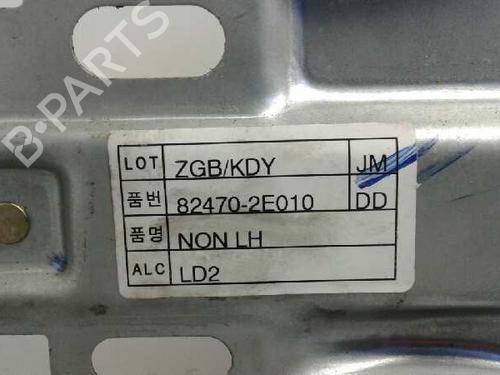 B-PARTS
LOT ZGB/KDY JM
품번 82470-2E010 DD
품명 NON LH
ALC LD2